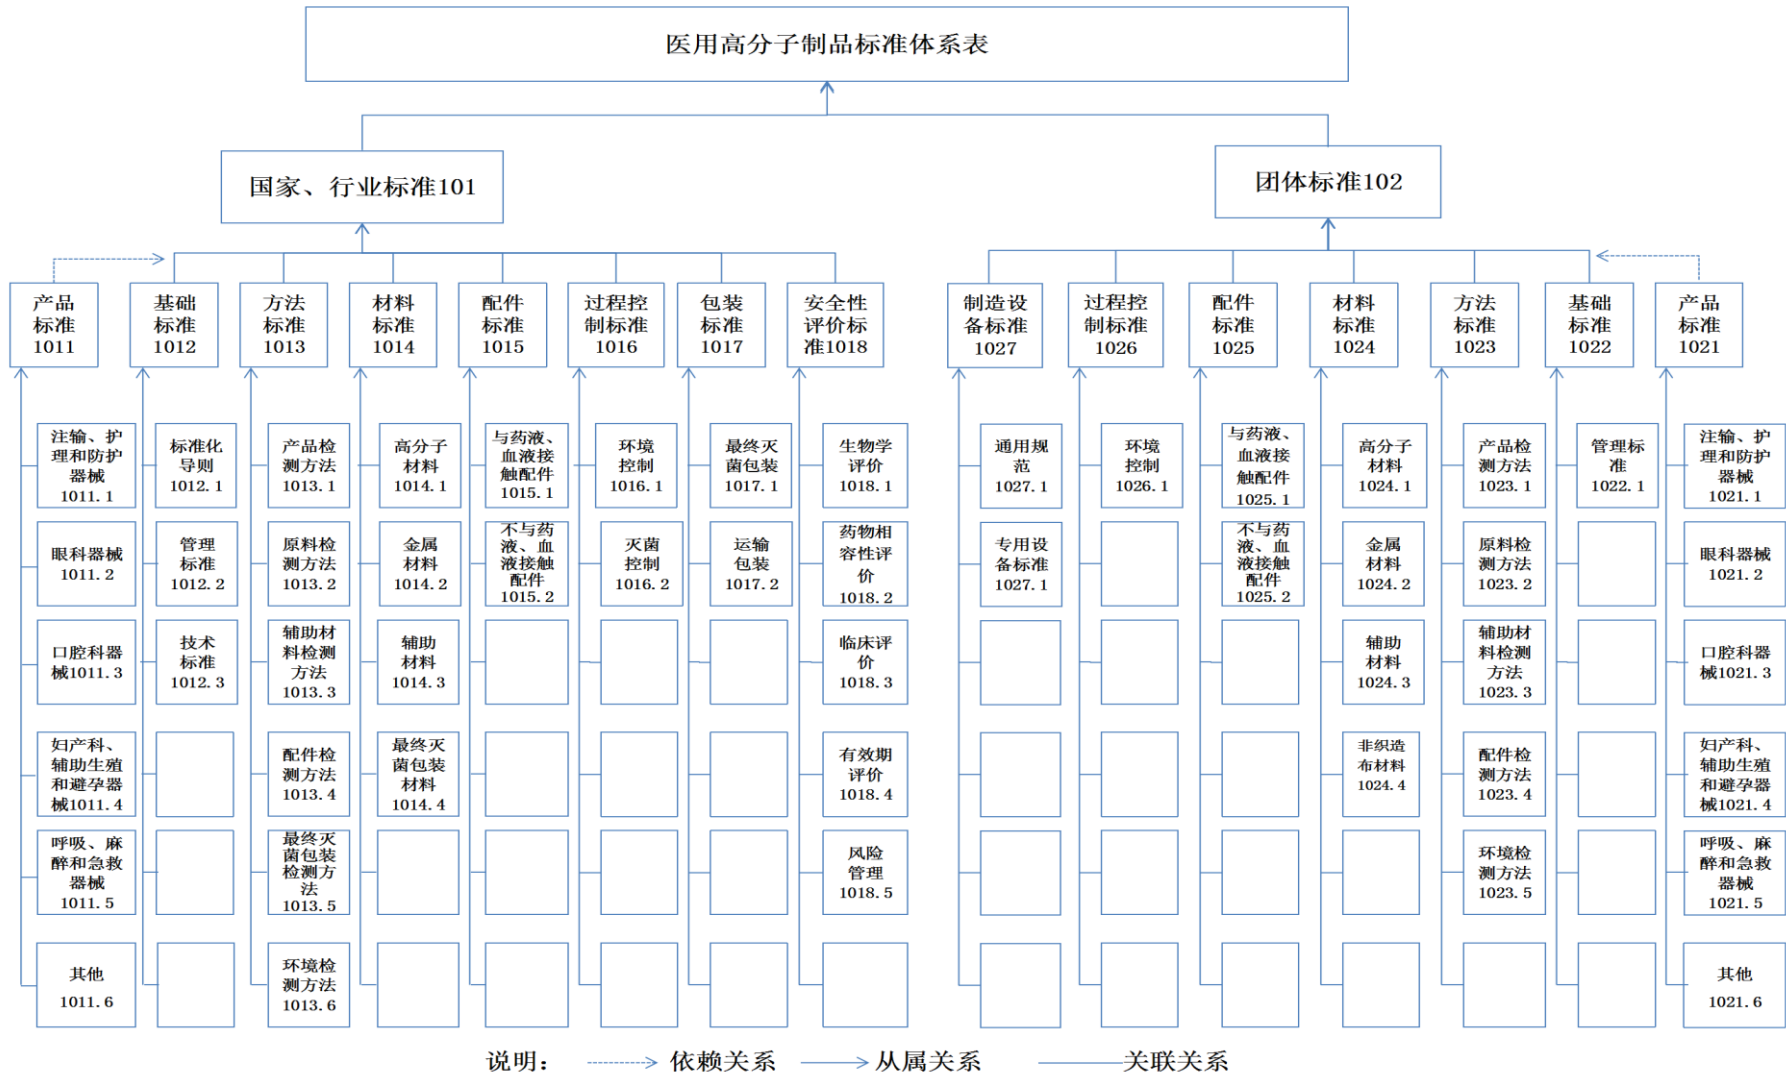 医用高分子制品标准体系表
国家、行业标准101
团体标准102
产品
标准
1011
基础
标准
1012
方法
标准
1013
材料
标准
1014
配件
标准
1015
过程控
制标准
1016
包装
标准
1017
安全性
评价标
准1018
制造设
备标准
1027
过程控
制标准
1026
配件
标准
1025
材料
标准
1024
方法
标准
1023
基础
标准
1022
产品
标准
1021
注输、护
理和防护
器械
1011.1
标准化
导则
1012.1
产品检
测方法
1013.1
高分子
材料
1014.1
与药液、
血液接
触配件
1015.1
环境
控制
1016.1
最终灭
菌包装
1017.1
生物学
评价
1018.1
通用规
范
1027.1
环境
控制
1026.1
与药液、
血液接
触配件
1025.1
高分子
材料
1024.1
产品检
测方法
1023.1
管理标
准
1022.1
注输、护
理和防护
器械
1021.1
眼科器械
1011.2
管理
标准
1012.2
原料检
测方法
1013.2
金属
材料
1014.2
不与药
液、血
液接触
配件
1015.2
灭菌
控制
1016.2
运输
包装
1017.2
药物相
容性评
价
1018.2
专用设
备标准
1027.1
不与药
液、血
液接触
配件
1025.2
金属
材料
1024.2
原料检
测方法
1023.2
眼科器械
1021.2
口腔科器
械1011.3
技术
标准
1012.3
辅助材
料检测
方法
1013.3
辅助
材料
1014.3
临床评
价
1018.3
辅助
材料
1024.3
辅助材
料检测
方法
1023.3
口腔科器
械1021.3
妇产科、
辅助生殖
和避孕器
械1011.4
配件检
测方法
1013.4
最终灭
菌包装
材料
1014.4
有效期
评价
1018.4
非织造
布材料
1024.4
配件检
测方法
1023.4
妇产科、
辅助生殖
和避孕器
械1021.4
呼吸、麻
醉和急救
器械
1011.5
最终灭
菌包装
检测方
法
1013.5
风险
管理
1018.5
环境检
测方法
1023.5
呼吸、麻
醉和急救
器械
1021.5
其他
1011.6
环境检
测方法
1013.6
其他
1021.6
说明： 依赖关系 从属关系 关联关系